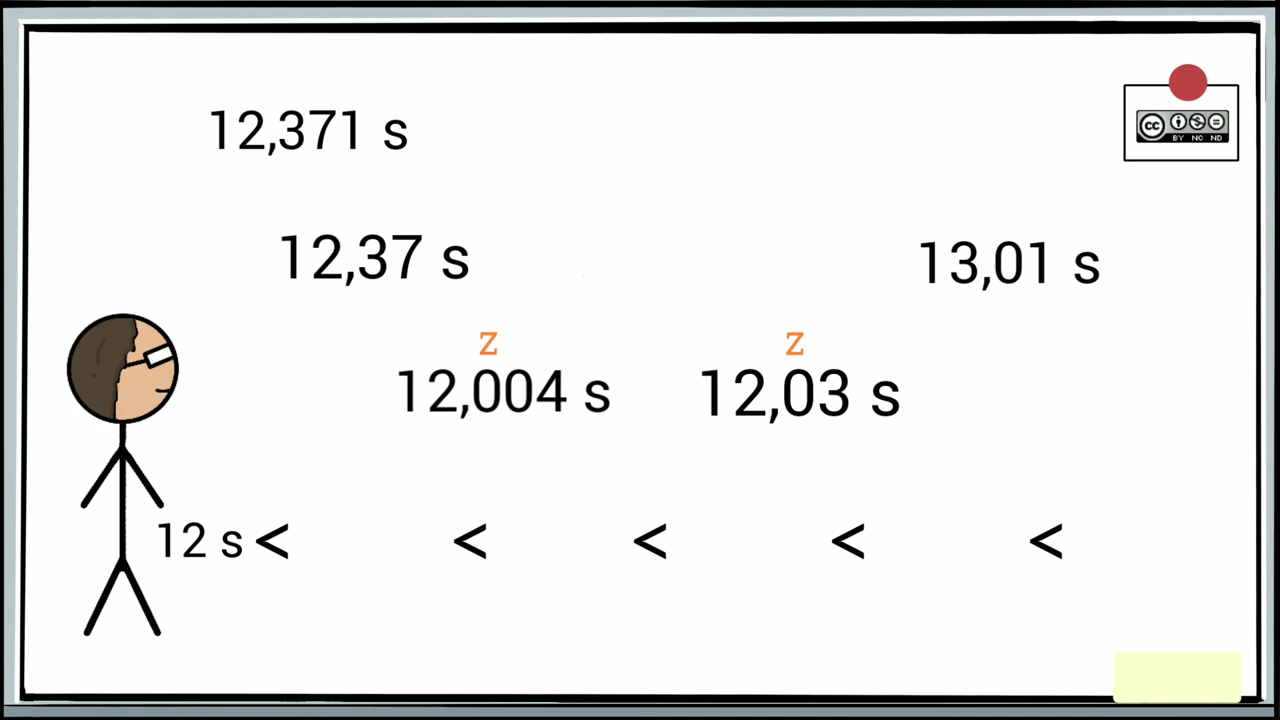 12,371 s
cc
BY NC ND
12,37 s
13,01 s
z z
12,004 s 12,03 s
12 s < < < < <